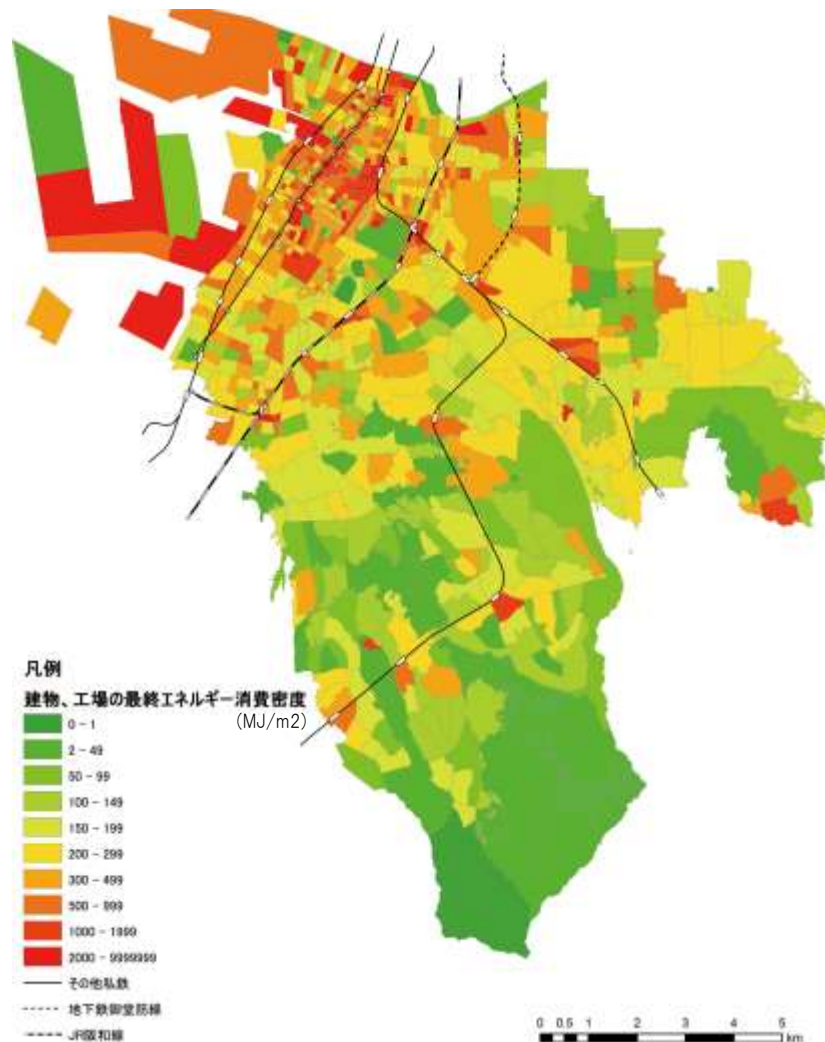 凡例
建物、工場の最終エネルギー消費密度
(MJ/m2)
0 - 1
2 - 49
50 - 99
100 - 149
150 - 199
200 - 299
300 - 499
500 - 999
1000 - 1999
2000 - 9999999
その他私鉄
地下鉄御堂筋線
JR阪和線
0 0.5 1 2 3 4 5
km